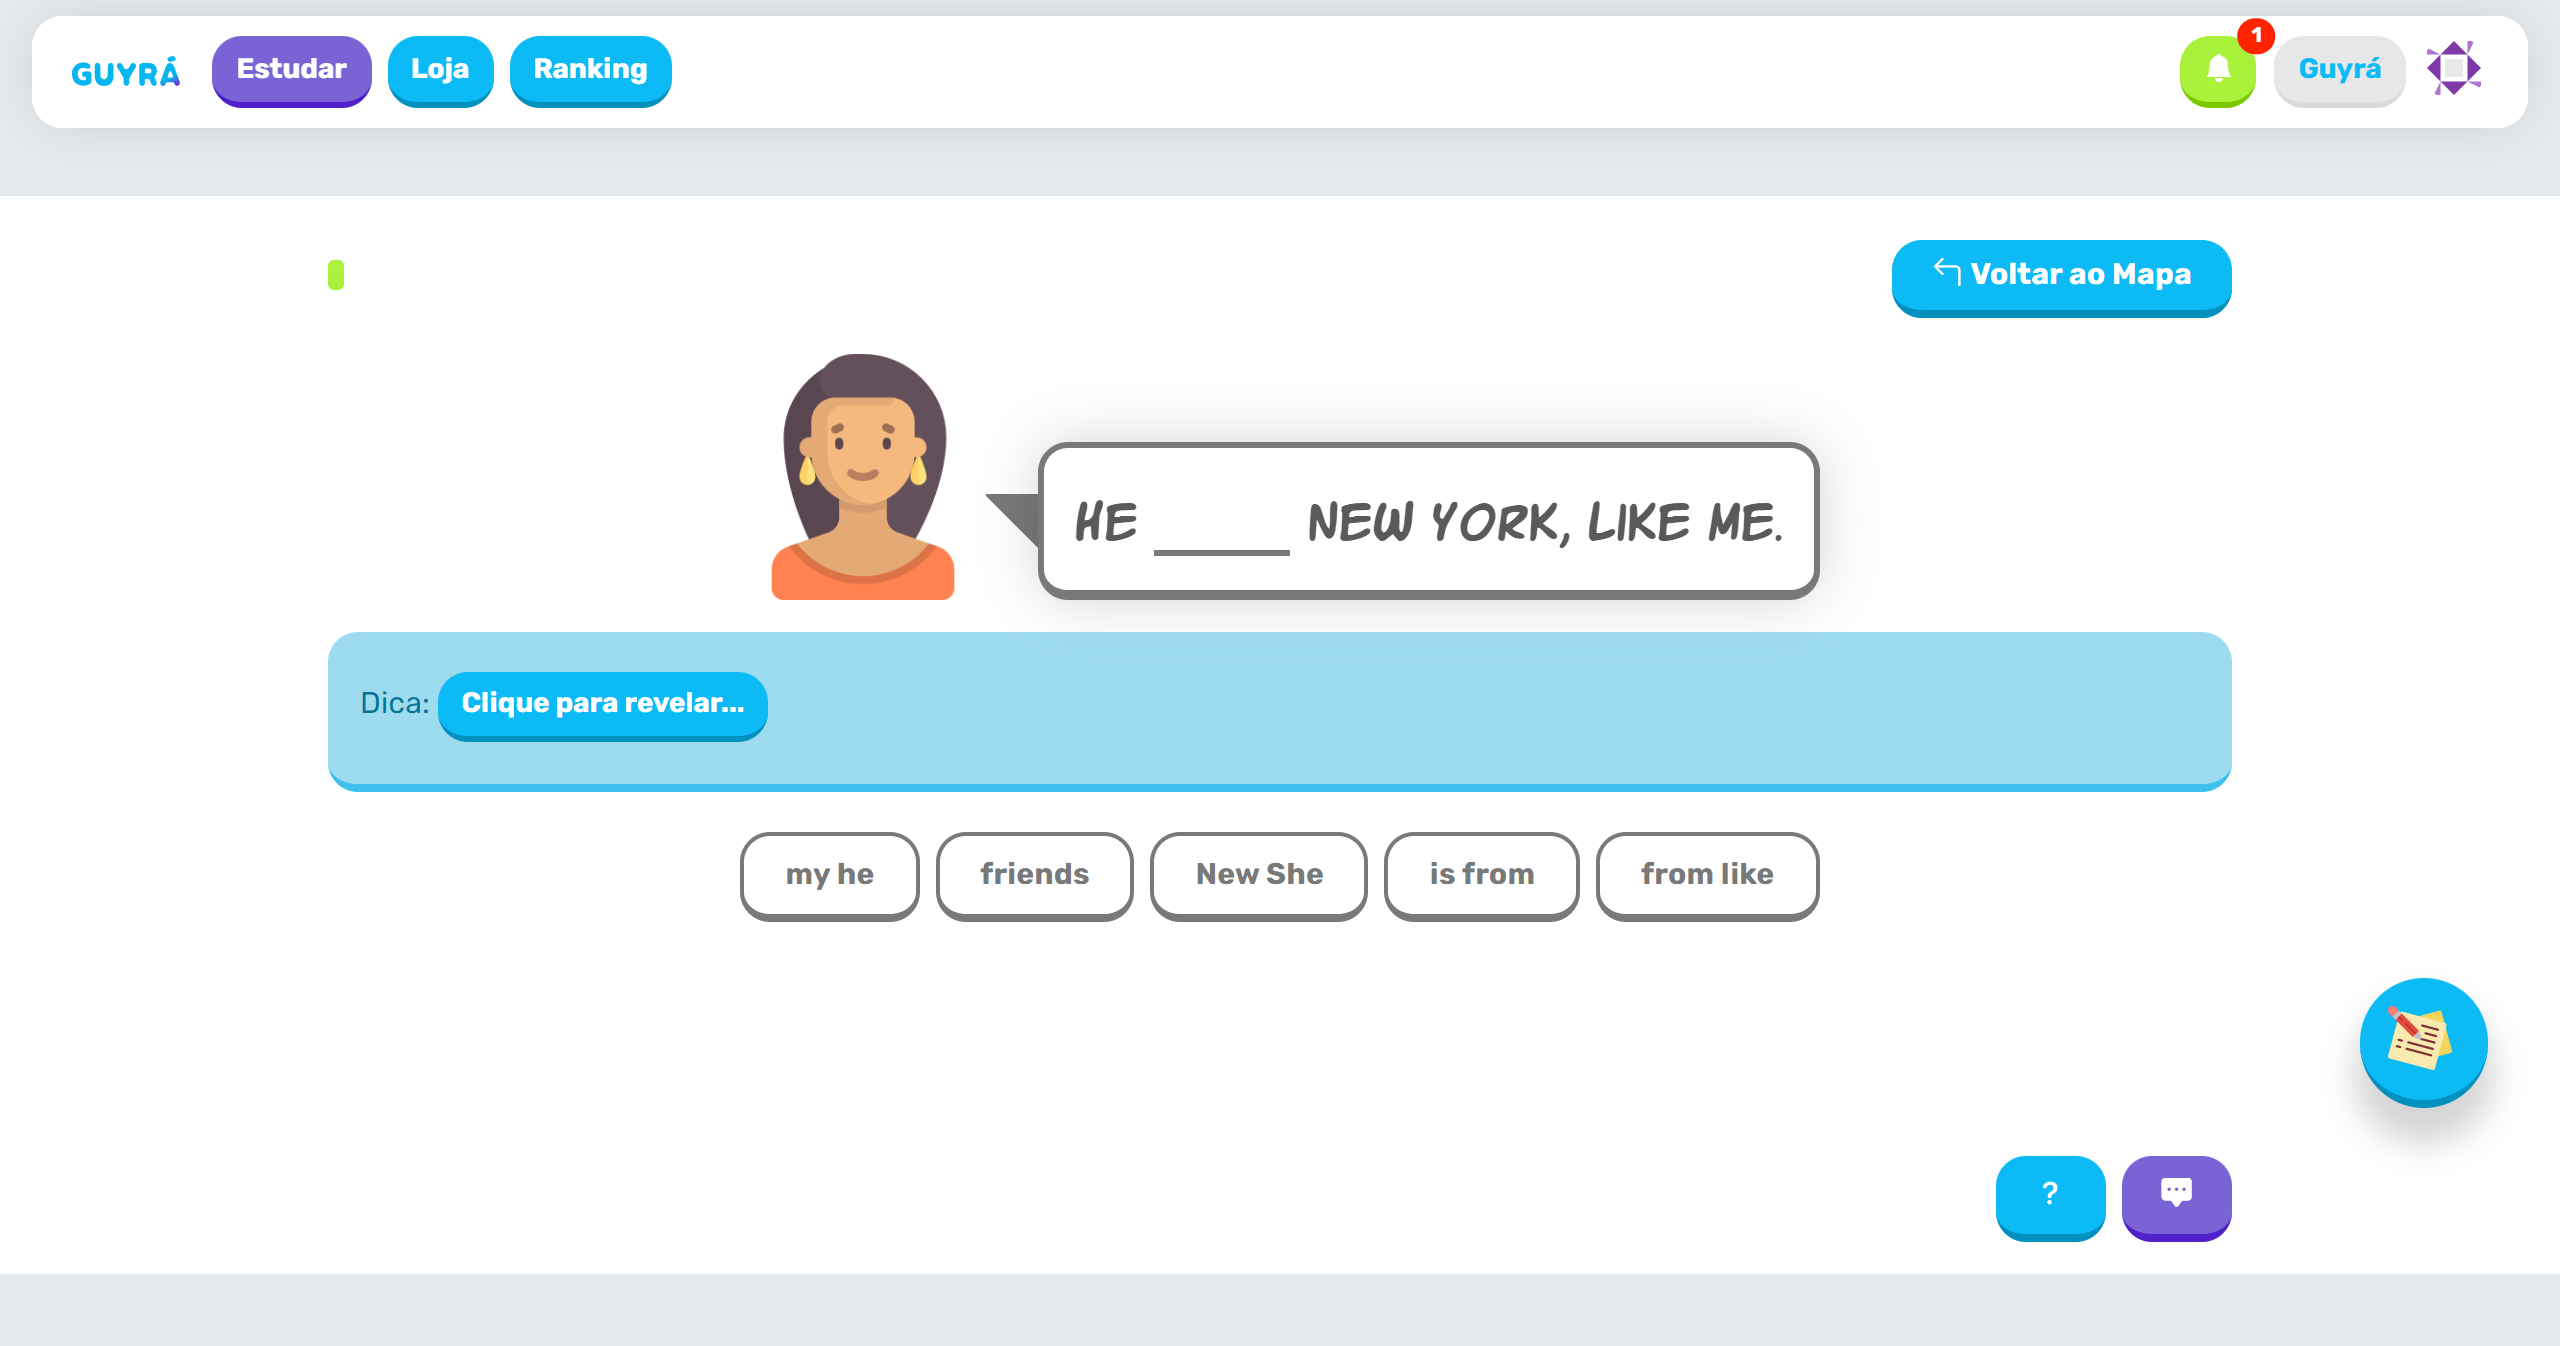 GUYRÁ Estudar Loja Ranking 1 Guyrá
Voltar ao Mapa
HE ______ NEW YORK, LIKE ME.
Dica: Clique para revelar...
my he friends New She is from from like
?